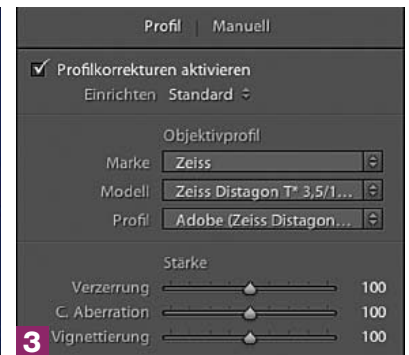 Profil | Manuell
Profilkorrekturen aktivieren
Einrichten Standard
Objektivprofil
Marke Zeiss
Modell Zeiss Distagon T* 3,5/1...
Profil Adobe (Zeiss Distagon...
Stärke
Verzerrung 100
C. Aberration 100
Vignettierung 100
3